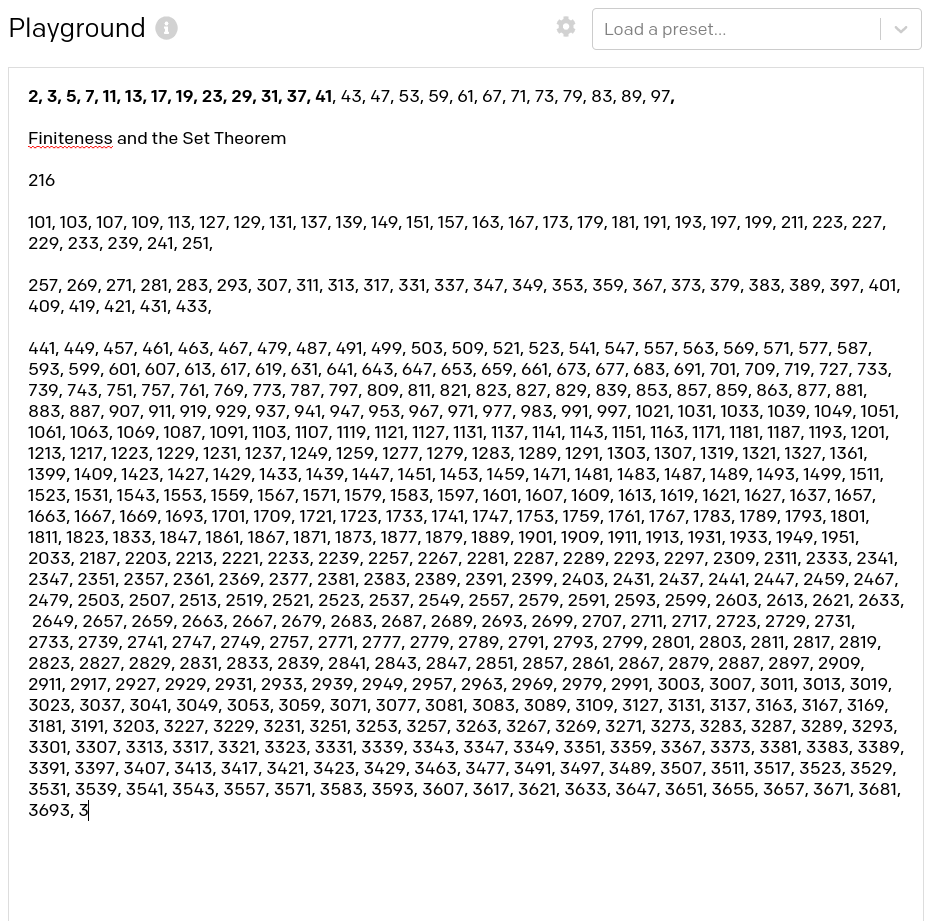 Playground
Load a preset...
2, 3, 5, 7, 11, 13, 17, 19, 23, 29, 31, 37, 41, 43, 47, 53, 59, 61, 67, 71, 73, 79, 83, 89, 97,
Finiteness and the Set Theorem
216
101, 103, 107, 109, 113, 127, 129, 131, 137, 139, 149, 151, 157, 163, 167, 173, 179, 181, 191, 193, 197, 199, 211, 223, 227,
229, 233, 239, 241, 251,
257, 269, 271, 281, 283, 293, 307, 311, 313, 317, 331, 337, 347, 349, 353, 359, 367, 373, 379, 383, 389, 397, 401,
409, 419, 421, 431, 433,
441, 449, 457, 461, 463, 467, 479, 487, 491, 499, 503, 509, 521, 523, 541, 547, 557, 563, 569, 571, 577, 587,
593, 599, 601, 607, 613, 617, 619, 631, 641, 643, 647, 653, 659, 661, 673, 677, 683, 691, 701, 709, 719, 727, 733,
739, 743, 751, 757, 761, 769, 773, 787, 797, 809, 811, 821, 823, 827, 829, 839, 853, 857, 859, 863, 877, 881,
883, 887, 907, 911, 919, 929, 937, 941, 947, 953, 967, 971, 977, 983, 991, 997, 1021, 1031, 1033, 1039, 1049, 1051,
1061, 1063, 1069, 1087, 1091, 1103, 1107, 1119, 1121, 1127, 1131, 1137, 1141, 1143, 1151, 1163, 1171, 1181, 1187, 1193, 1201,
1213, 1217, 1223, 1229, 1231, 1237, 1249, 1259, 1277, 1279, 1283, 1289, 1291, 1303, 1307, 1319, 1321, 1327, 1361,
1399, 1409, 1423, 1427, 1429, 1433, 1439, 1447, 1451, 1453, 1459, 1471, 1481, 1483, 1487, 1489, 1493, 1499, 1511,
1523, 1531, 1543, 1553, 1559, 1567, 1571, 1579, 1583, 1597, 1601, 1607, 1609, 1613, 1619, 1621, 1627, 1637, 1657,
1663, 1667, 1669, 1693, 1701, 1709, 1721, 1723, 1733, 1741, 1747, 1753, 1759, 1761, 1767, 1783, 1789, 1793, 1801,
1811, 1823, 1833, 1847, 1861, 1867, 1871, 1873, 1877, 1879, 1889, 1901, 1909, 1911, 1913, 1931, 1933, 1949, 1951,
2033, 2187, 2203, 2213, 2221, 2233, 2239, 2257, 2267, 2281, 2287, 2289, 2293, 2297, 2309, 2311, 2333, 2341,
2347, 2351, 2357, 2361, 2369, 2377, 2381, 2383, 2389, 2391, 2399, 2403, 2431, 2437, 2441, 2447, 2459, 2467,
2479, 2503, 2507, 2513, 2519, 2521, 2523, 2537, 2549, 2557, 2579, 2591, 2593, 2599, 2603, 2613, 2621, 2633,
2649, 2657, 2659, 2663, 2667, 2679, 2683, 2687, 2689, 2693, 2699, 2707, 2711, 2717, 2723, 2729, 2731,
2733, 2739, 2741, 2747, 2749, 2757, 2771, 2777, 2779, 2789, 2791, 2793, 2799, 2801, 2803, 2811, 2817, 2819,
2823, 2827, 2829, 2831, 2833, 2839, 2841, 2843, 2847, 2851, 2857, 2861, 2867, 2879, 2887, 2897, 2909,
2911, 2917, 2927, 2929, 2931, 2933, 2939, 2949, 2957, 2963, 2969, 2979, 2991, 3003, 3007, 3011, 3013, 3019,
3023, 3037, 3041, 3049, 3053, 3059, 3071, 3077, 3081, 3083, 3089, 3109, 3127, 3131, 3137, 3163, 3167, 3169,
3181, 3191, 3203, 3227, 3229, 3231, 3251, 3253, 3257, 3263, 3267, 3269, 3271, 3273, 3283, 3287, 3289, 3293,
3301, 3307, 3313, 3317, 3321, 3323, 3331, 3339, 3343, 3347, 3349, 3351, 3359, 3367, 3373, 3381, 3383, 3389,
3391, 3397, 3407, 3413, 3417, 3421, 3423, 3429, 3463, 3477, 3491, 3497, 3489, 3507, 3511, 3517, 3523, 3529,
3531, 3539, 3541, 3543, 3557, 3571, 3583, 3593, 3607, 3617, 3621, 3633, 3647, 3651, 3655, 3657, 3671, 3681,
3693, 3